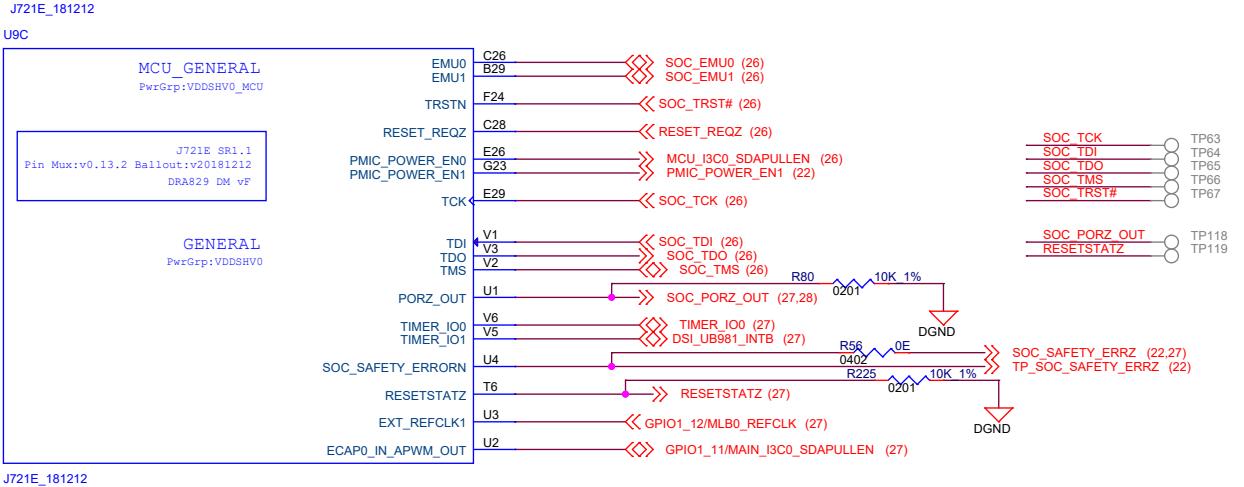 J721E_181212
U9C
MCU_GENERAL
PwrGrp:VDDSHV0_MCU
J721E SR1.1
Pin Mux:v0.13.2 Ballout:v20181212
DRA829 DM vF
GENERAL
PwrGrp:VDDSHV0
EMU0 C26 SOC_EMU0 (26)
EMU1 B29 SOC_EMU1 (26)
TRSTN F24 SOC_TRST# (26)
RESET_REQZ C28 RESET_REQZ (26)
PMIC_POWER_EN0 E26 MCU_I3C0_SDAPULLEN (26)
PMIC_POWER_EN1 G23 PMIC_POWER_EN1 (22)
TCK E29 SOC_TCK (26)
TDI V1 SOC_TDI (26)
TDO V3 SOC_TDO (26)
TMS V2 SOC_TMS (26)
R80 10K_1%
0201
PORZ_OUT U1 SOC_PORZ_OUT (27,28)
DGND
TIMER_IO0 V6 TIMER_IO0 (27)
TIMER_IO1 V5 DSI_UB981_INTB (27)
R56 0E SOC_SAFETY_ERRZ (22,27)
0402
SOC_SAFETY_ERRORN U4 TP_SOC_SAFETY_ERRZ (22)
R225 10K_1%
0201
RESETSTATZ T6 RESETSTATZ (27)
DGND
EXT_REFCLK1 U3 GPIO1_12/MLB0_REFCLK (27)
ECAP0_IN_APWM_OUT U2 GPIO1_11/MAIN_I3C0_SDAPULLEN (27)
SOC_TCK TP63
SOC_TDI TP64
SOC_TDO TP65
SOC_TMS TP66
SOC_TRST# TP67
SOC_PORZ_OUT TP118
RESETSTATZ TP119
J721E_181212